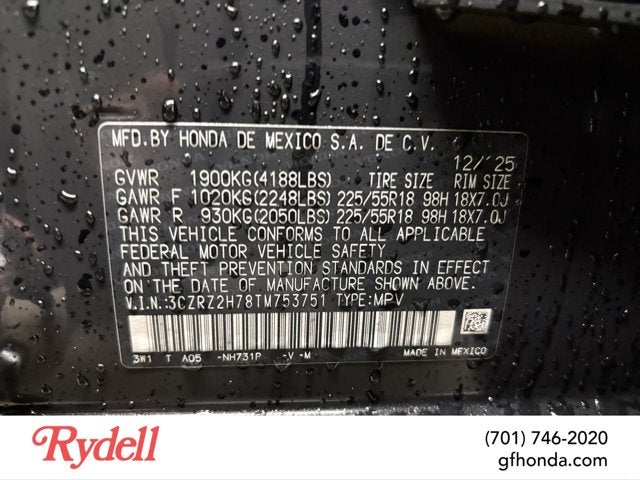 MFD.BY HONDA DE MEXICO S.A. DE C.V.
12/'25
GVWR 1900KG(4188LBS) TIRE SIZE RIM SIZE
GAWR F 1020KG(2248LBS) 225/55R18 98H 18X7.0J
GAWR R 930KG(2050LBS) 225/55R18 98H 18X7.0J
THIS VEHICLE CONFORMS TO ALL APPLICABLE
FEDERAL MOTOR VEHICLE SAFETY
AND THEFT PREVENTION STANDARDS IN EFFECT
ON THE DATE OF MANUFACTURE SHOWN ABOVE.
V.I.N.:3CZRZ2H78TM753751 TYPE:MPV
3W1 T A05 -NH731P -V-M MADE IN MEXICO
Rydell
(701) 746-2020
gfhonda.com